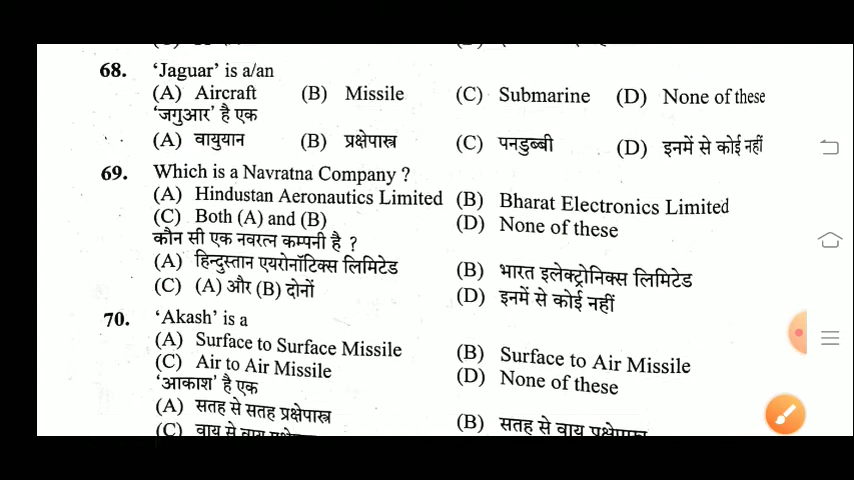 68. ‘Jaguar’ is a/an
(A) Aircraft (B) Missile (C) Submarine (D) None of these
‘जगुआर’ है एक
(A) वायुयान (B) प्रक्षेपास्त्र (C) पनडुब्बी (D) इनमें से कोई नहीं
69. Which is a Navratna Company ?
(A) Hindustan Aeronautics Limited (B) Bharat Electronics Limited
(C) Both (A) and (B) (D) None of these
कौन सी एक नवरत्न कम्पनी है ?
(A) हिन्दुस्तान एयरोनॉटिक्स लिमिटेड (B) भारत इलेक्ट्रोनिक्स लिमिटेड
(C) (A) और (B) दोनों (D) इनमें से कोई नहीं
70. ‘Akash’ is a
(A) Surface to Surface Missile (B) Surface to Air Missile
(C) Air to Air Missile (D) None of these
‘आकाश’ है एक
(A) सतह से सतह प्रक्षेपास्त्र (B) सतह से वायु
(C) वायु से वायु